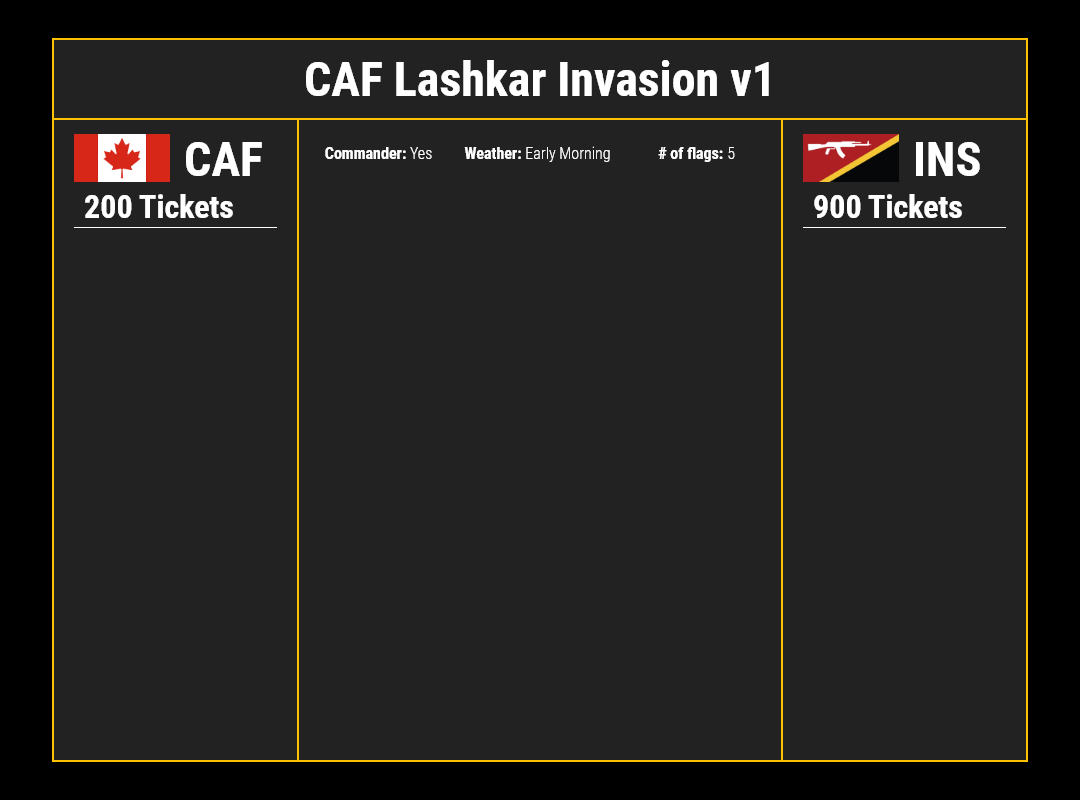 CAF Lashkar Invasion v1
CAF
200 Tickets
Commander: Yes Weather: Early Morning # of flags: 5
INS
900 Tickets